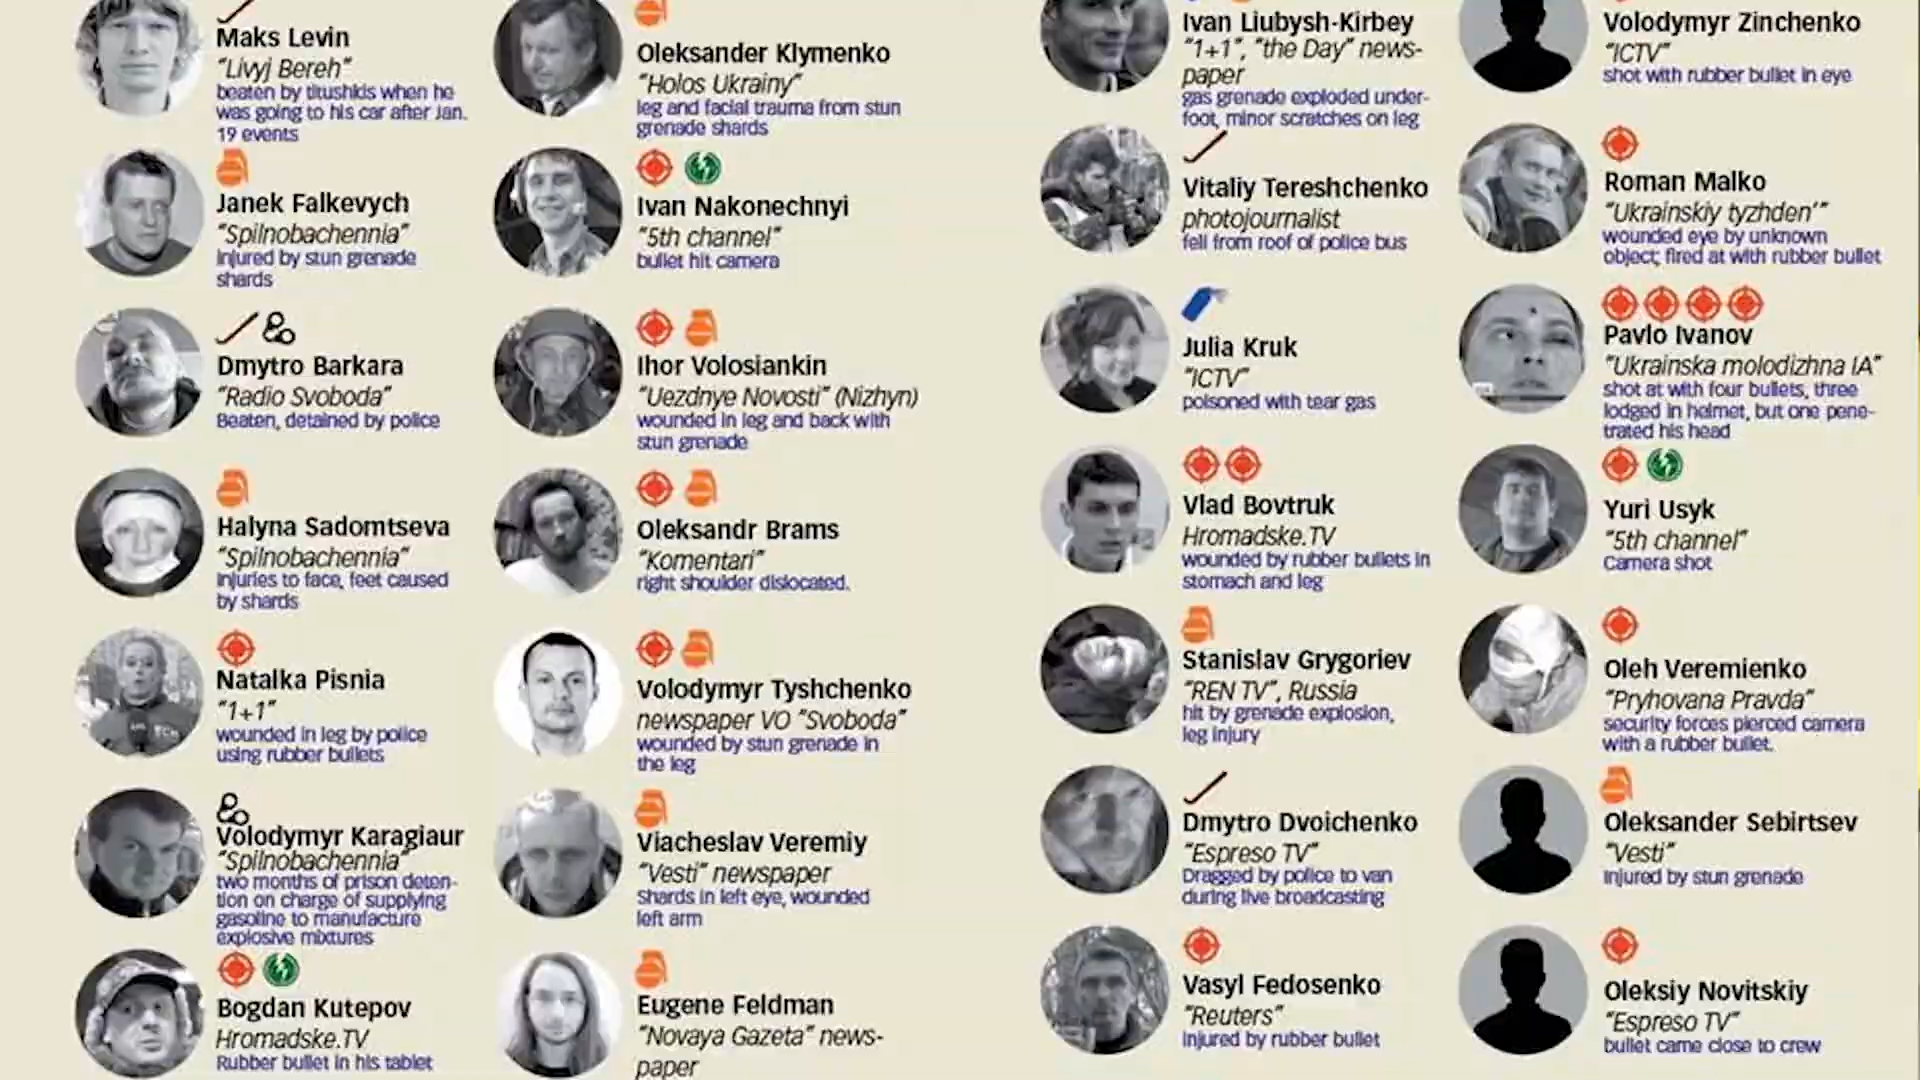 Maks Levin
“Livyj Bereh”
beaten by titushkis when he
was going to his car after Jan.
19 events
Janek Falkevych
“Spilnobachennia”
injured by stun grenade
shards
Dmytro Barkara
“Radio Svoboda”
Beaten, detained by police
Halyna Sadomtseva
“Spilnobachennia”
injuries to face, feet caused
by shards
Natalka Pisnia
“1+1”
wounded in leg by police
using rubber bullets
Volodymyr Karagiaur
“Spilnobachennia”
two months of prison deten-
tion on charge of supplying
gasoline to manufacture
explosive mixtures
Bogdan Kutepov
Hromadske.TV
Rubber bullet in his tablet
Oleksander Klymenko
“Holos Ukrainy”
leg and facial trauma from stun
grenade shards
Ivan Nakonechnyi
“5th channel”
bullet hit camera
Ihor Volosiankin
“Uezdnye Novosti” (Nizhyn)
wounded in leg and back with
stun grenade
Oleksandr Brams
“Komentari”
right shoulder dislocated.
Volodymyr Tyshchenko
newspaper VO “Svoboda”
wounded by stun grenade in
the leg
Viacheslav Veremiy
“Vesti” newspaper
Shards in left eye, wounded
left arm
Eugene Feldman
“Novaya Gazeta” news-
paper
Ivan Liubysh-Kirbey
“1+1”, “the Day” news-
paper
gas grenade exploded under-
foot, minor scratches on leg
Vitaliy Tereshchenko
photojournalist
fell from roof of police bus
Julia Kruk
“ICTV”
poisoned with tear gas
Vlad Bovtruk
Hromadske.TV
wounded by rubber bullets in
stomach and leg
Stanislav Grygoriev
“REN TV”, Russia
hit by grenade explosion,
leg injury
Dmytro Dvoichenko
“Espreso TV”
Dragged by police to van
during live broadcasting
Vasyl Fedosenko
“Reuters”
injured by rubber bullet
Volodymyr Zinchenko
“ICTV”
shot with rubber bullet in eye
Roman Malko
“Ukrainskiy tyzhden'”
wounded eye by unknown
object; fired at with rubber bullet
Pavlo Ivanov
“Ukrainska molodizhna IA”
shot at with four bullets, three
lodged in helmet, but one pene-
trated his head
Yuri Usyk
“5th channel”
Camera shot
Oleh Veremienko
“Pryhovana Pravda”
security forces pierced camera
with a rubber bullet.
Oleksander Sebirtsev
“Vesti”
injured by stun grenade
Oleksiy Novitskiy
“Espreso TV”
bullet came close to crew